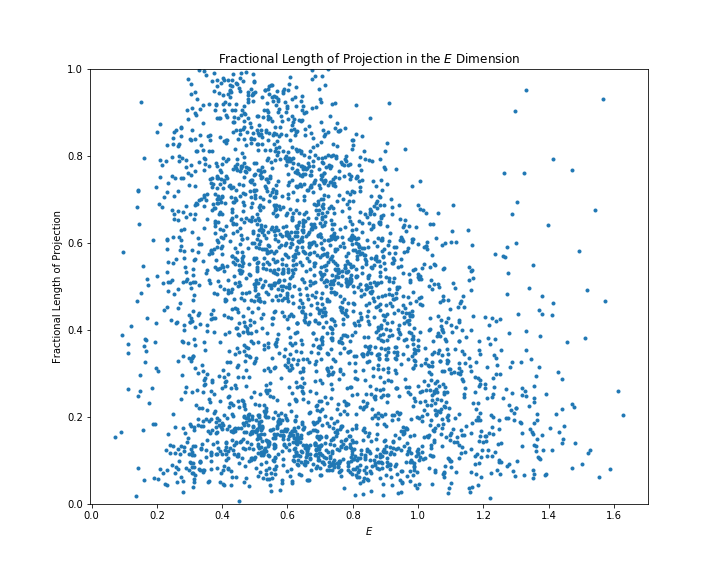 Fractional Length of Projection in the E Dimension
1.0
0.8
0.6
0.4
0.2
0.0
Fractional Length of Projection
0.0 0.2 0.4 0.6 0.8 1.0 1.2 1.4 1.6
E